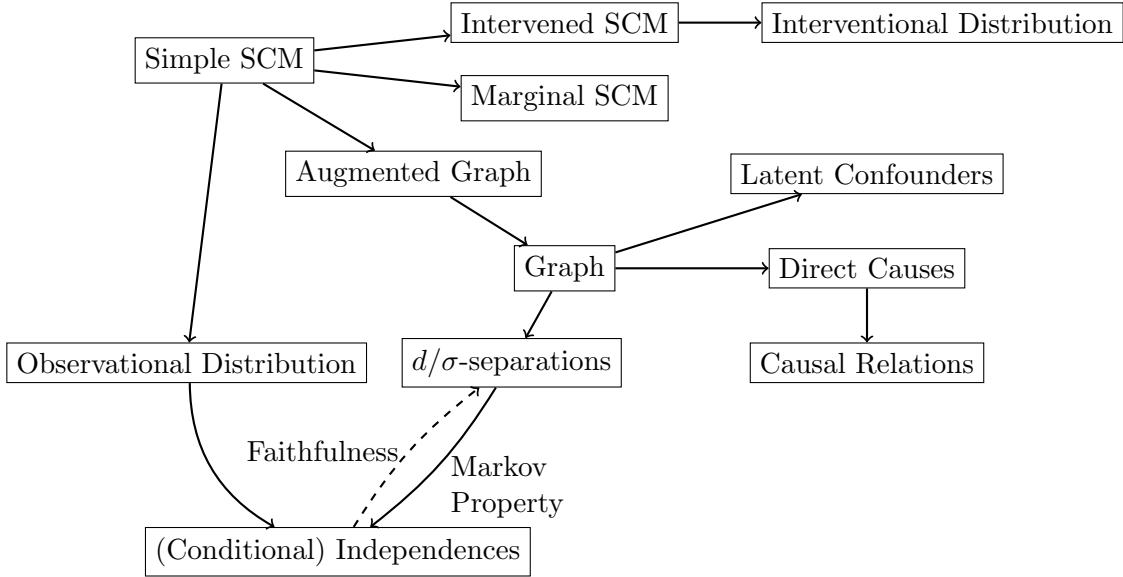 Intervened SCM
Interventional Distribution
Simple SCM
Marginal SCM
Augmented Graph
Latent Confounders
Graph
Direct Causes
Observational Distribution
d/σ-separations
Causal Relations
Faithfulness
Markov
Property
(Conditional) Independences